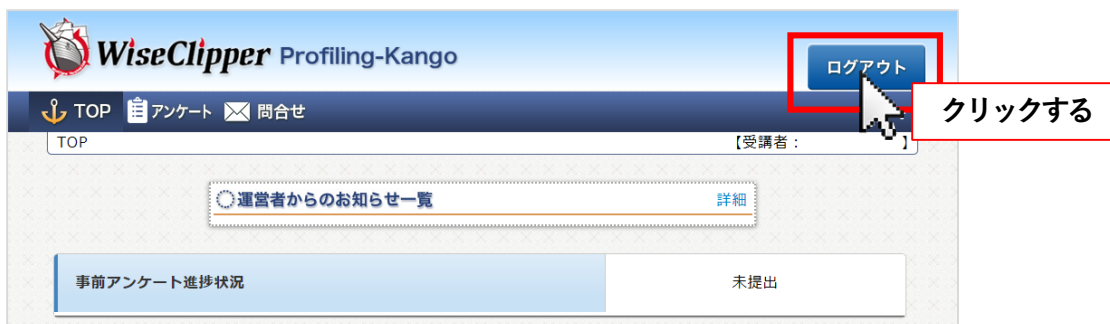 WiseClipper Profiling-Kango
ログアウト
クリックする
TOP アンケート 問合せ
TOP 【受講者： 】
運営者からのお知らせ一覧 詳細
事前アンケート進捗状況 未提出